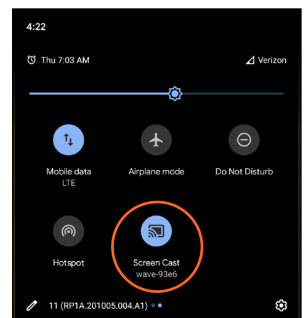 4:22
Thu 7:03 AM
Verizon
Mobile data
LTE
Airplane mode
Do Not Disturb
Hotspot
Screen Cast
wave-93e6
11 (RP1A.201005.004.A1)